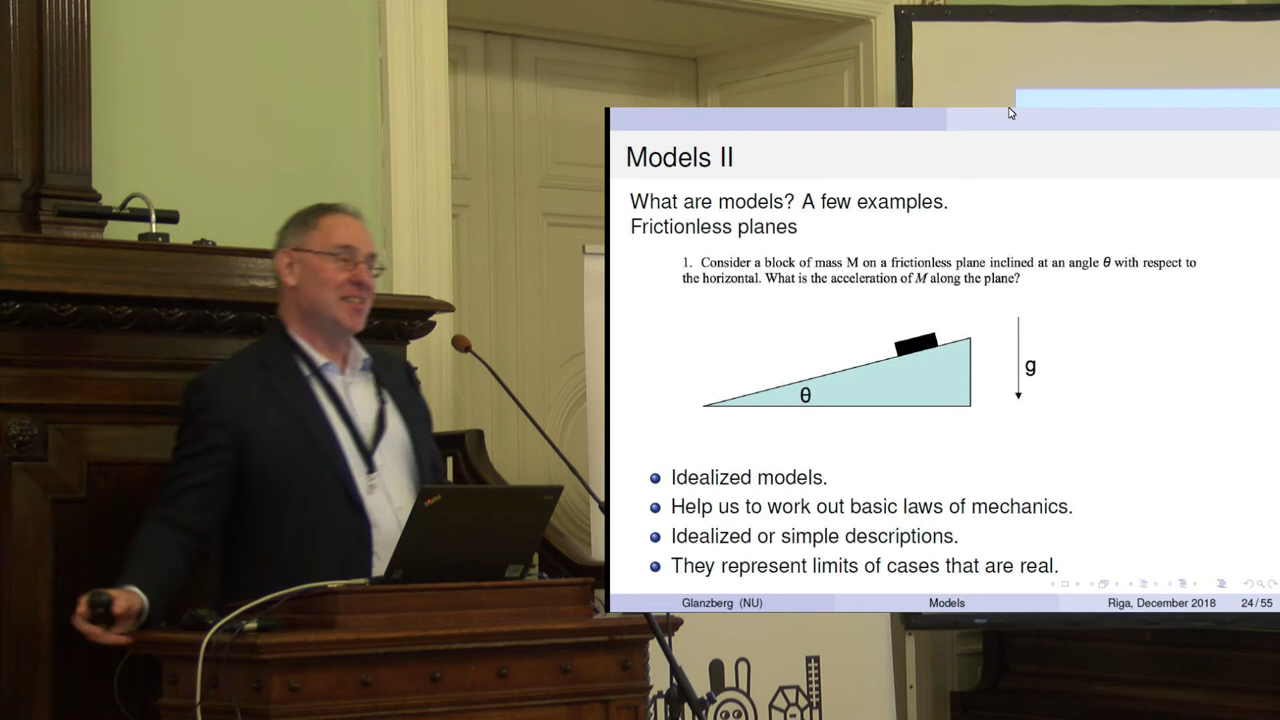 Models II
What are models? A few examples.
Frictionless planes
1. Consider a block of mass M on a frictionless plane inclined at an angle θ with respect to
the horizontal. What is the acceleration of M along the plane?
θ
g
Idealized models.
Help us to work out basic laws of mechanics.
Idealized or simple descriptions.
They represent limits of cases that are real.
Glanzberg (NU) Models Riga, December 2018 24/55